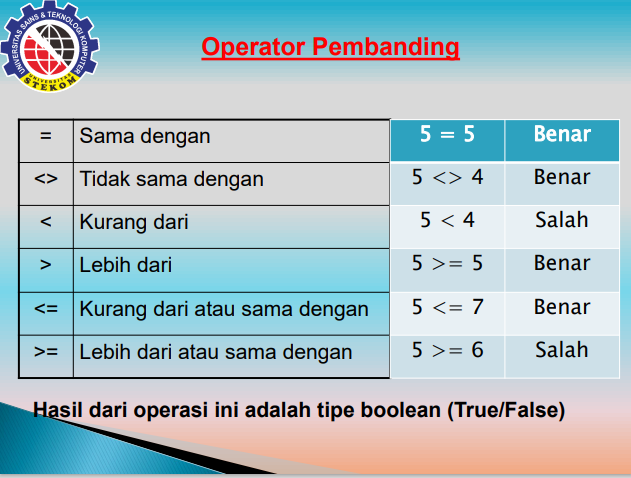 UNIVERSITAS SAINS & TEKNOLOGI KOMPUTER
UNIVERSITAS
STEKOM
Operator Pembanding
= Sama dengan 5 = 5 Benar
<> Tidak sama dengan 5 <> 4 Benar
< Kurang dari 5 < 4 Salah
> Lebih dari 5 >= 5 Benar
<= Kurang dari atau sama dengan 5 <= 7 Benar
>= Lebih dari atau sama dengan 5 >= 6 Salah
Hasil dari operasi ini adalah tipe boolean (True/False)